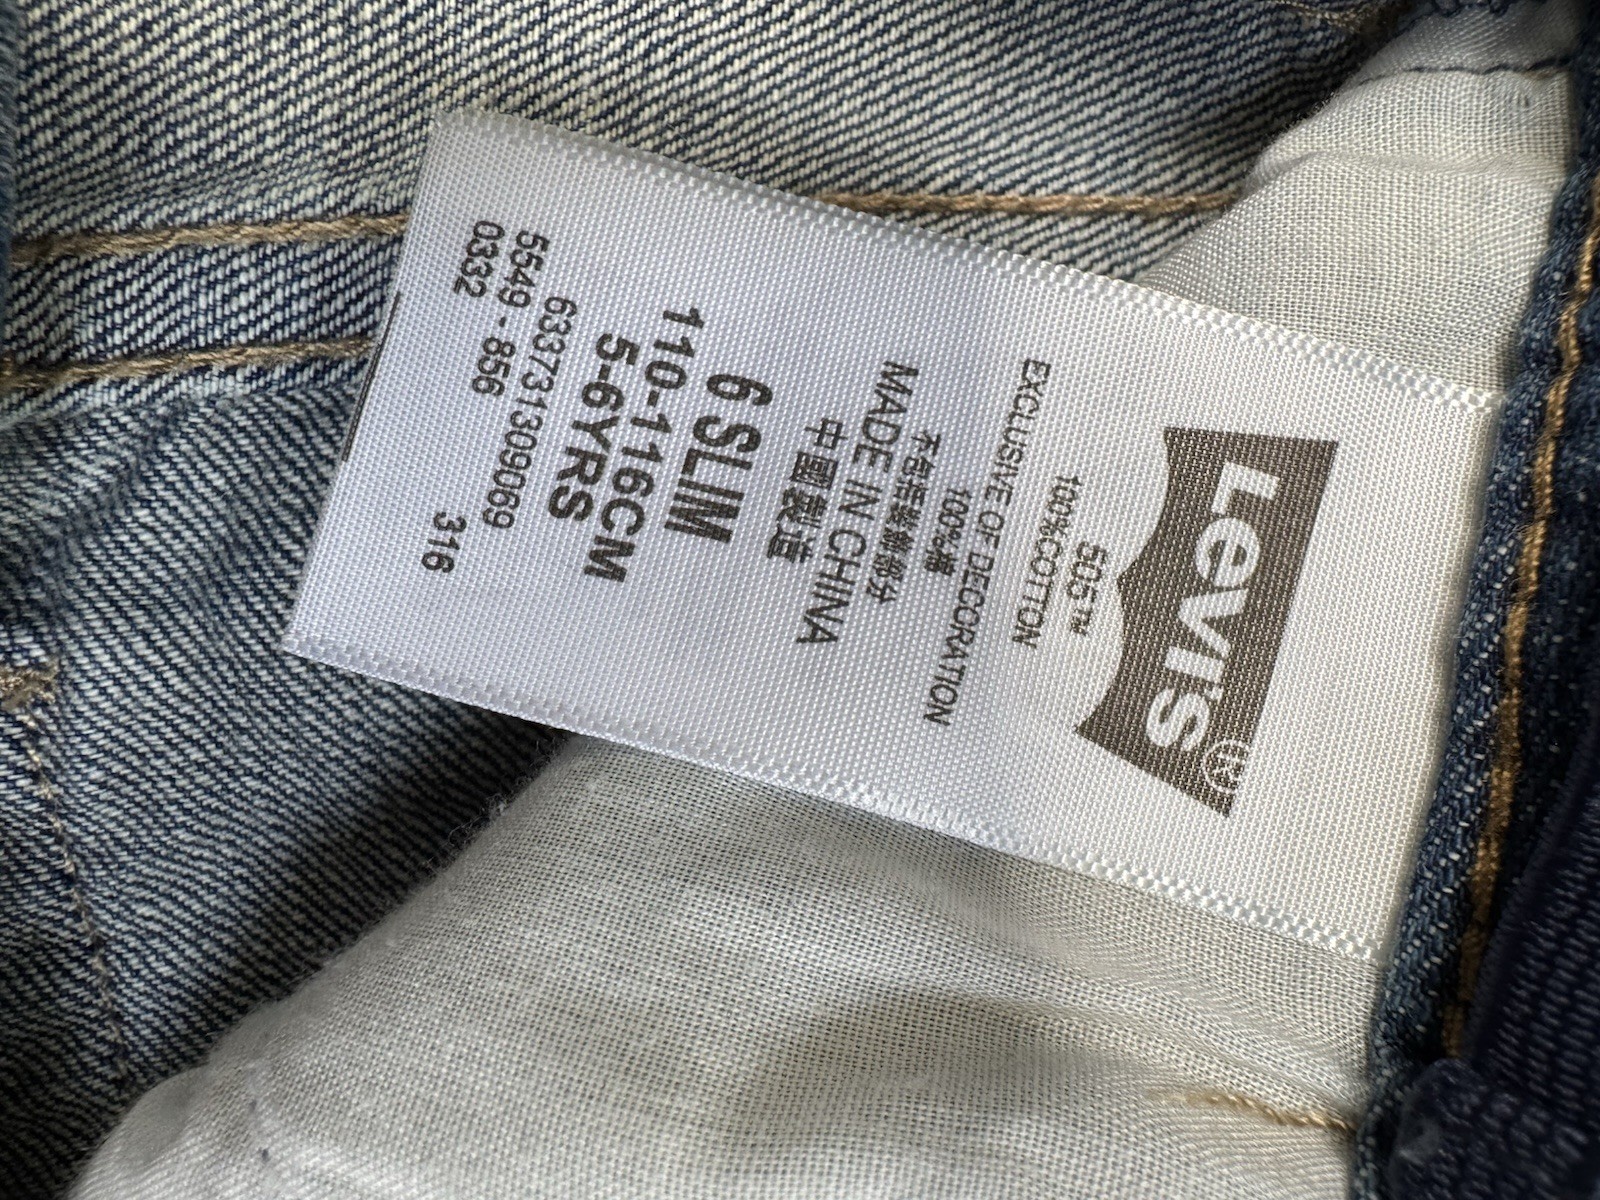 Levi's®
505™
100%COTTON
EXCLUSIVE OF DECORATION
100%棉
不包括裝飾部分
MADE IN CHINA
中國製造
6 SLIM
110-116CM
5-6YRS
633731309069
5549 - 856
0332
316